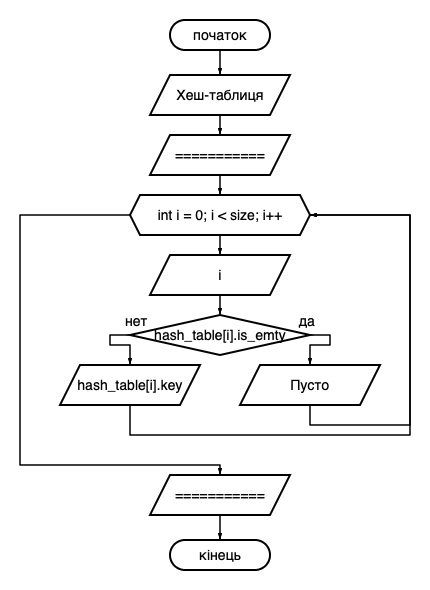 початок
Хеш-таблиця
===========
int i = 0; i < size; i++
i
нет
да
hash_table[i].is_emty
hash_table[i].key
Пусто
===========
кінець